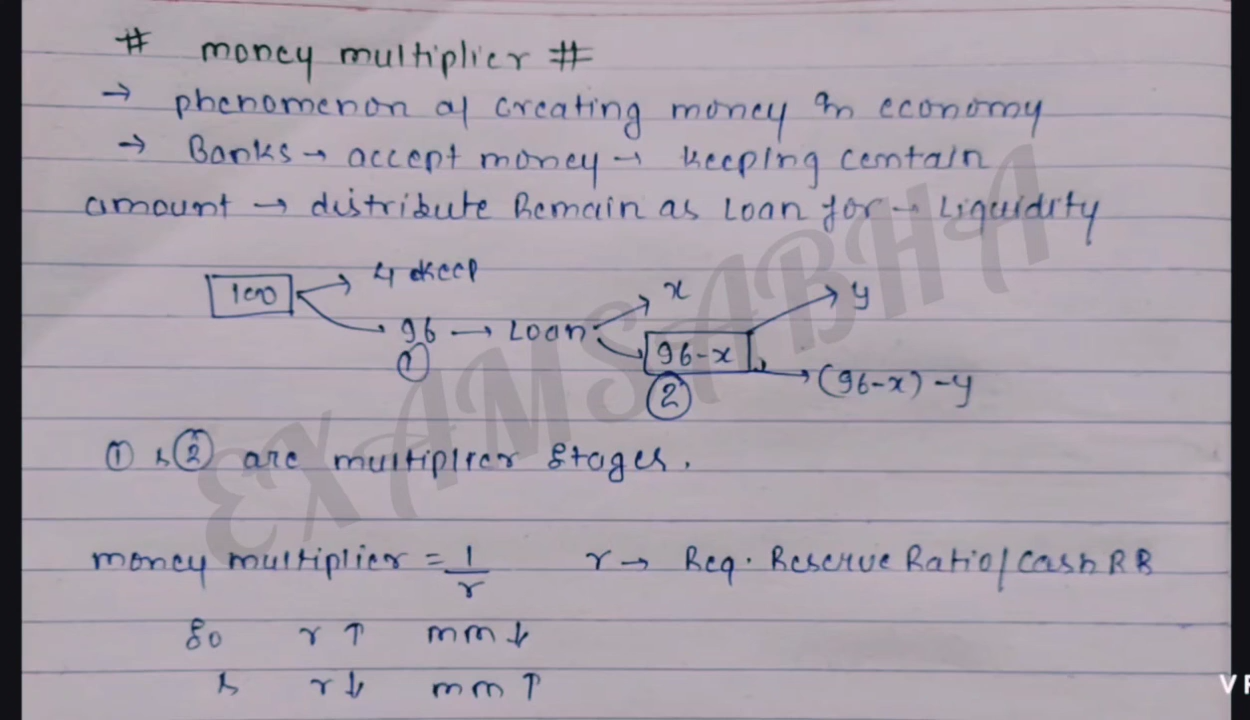 # money multiplier #
→ phenomenon of creating money in economy
→ Banks → accept money → keeping certain
amount → distribute Remain as Loan for → Liquidity
100 → 4 keep
→ 96 → Loan → x
①
96-x → y
② → (96-x) -y
① & ② are multiplier stages.
money multiplier = 1/r r → Req. Reserve Ratio/Cash RR
So r ↑ mm ↓
& r ↓ mm ↑
EXAMSABHA